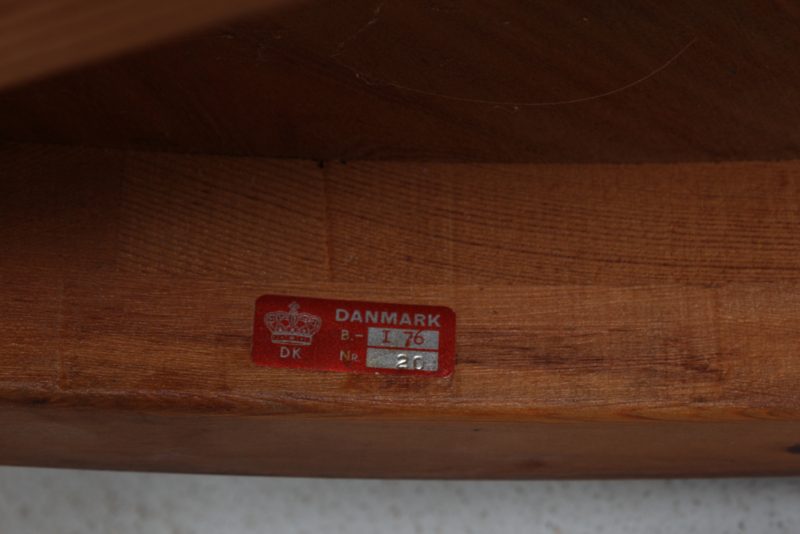 DANMARK
B.- I 76
DK
NR. 20